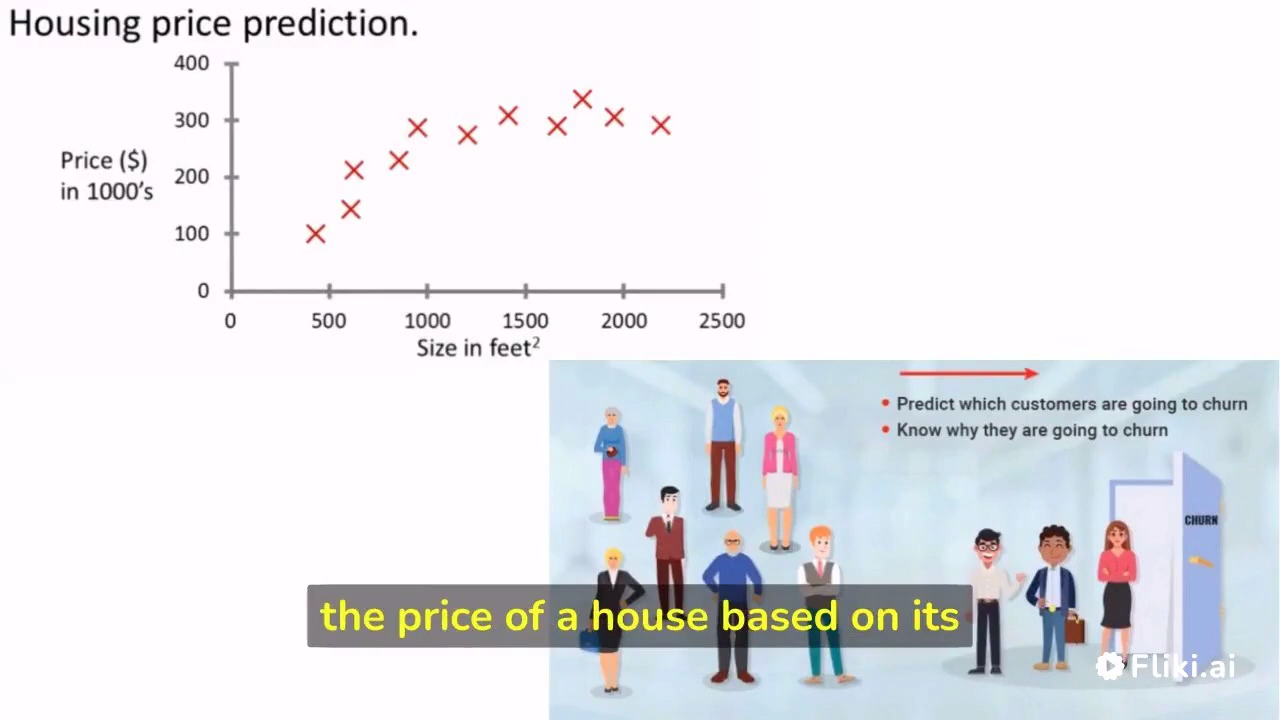 Housing price prediction.
400
300
Price ($)
in 1000's
200
100
0
0 500 1000 1500 2000 2500
Size in feet²
Predict which customers are going to churn
Know why they are going to churn
CHURN
the price of a house based on its
Fliki.ai